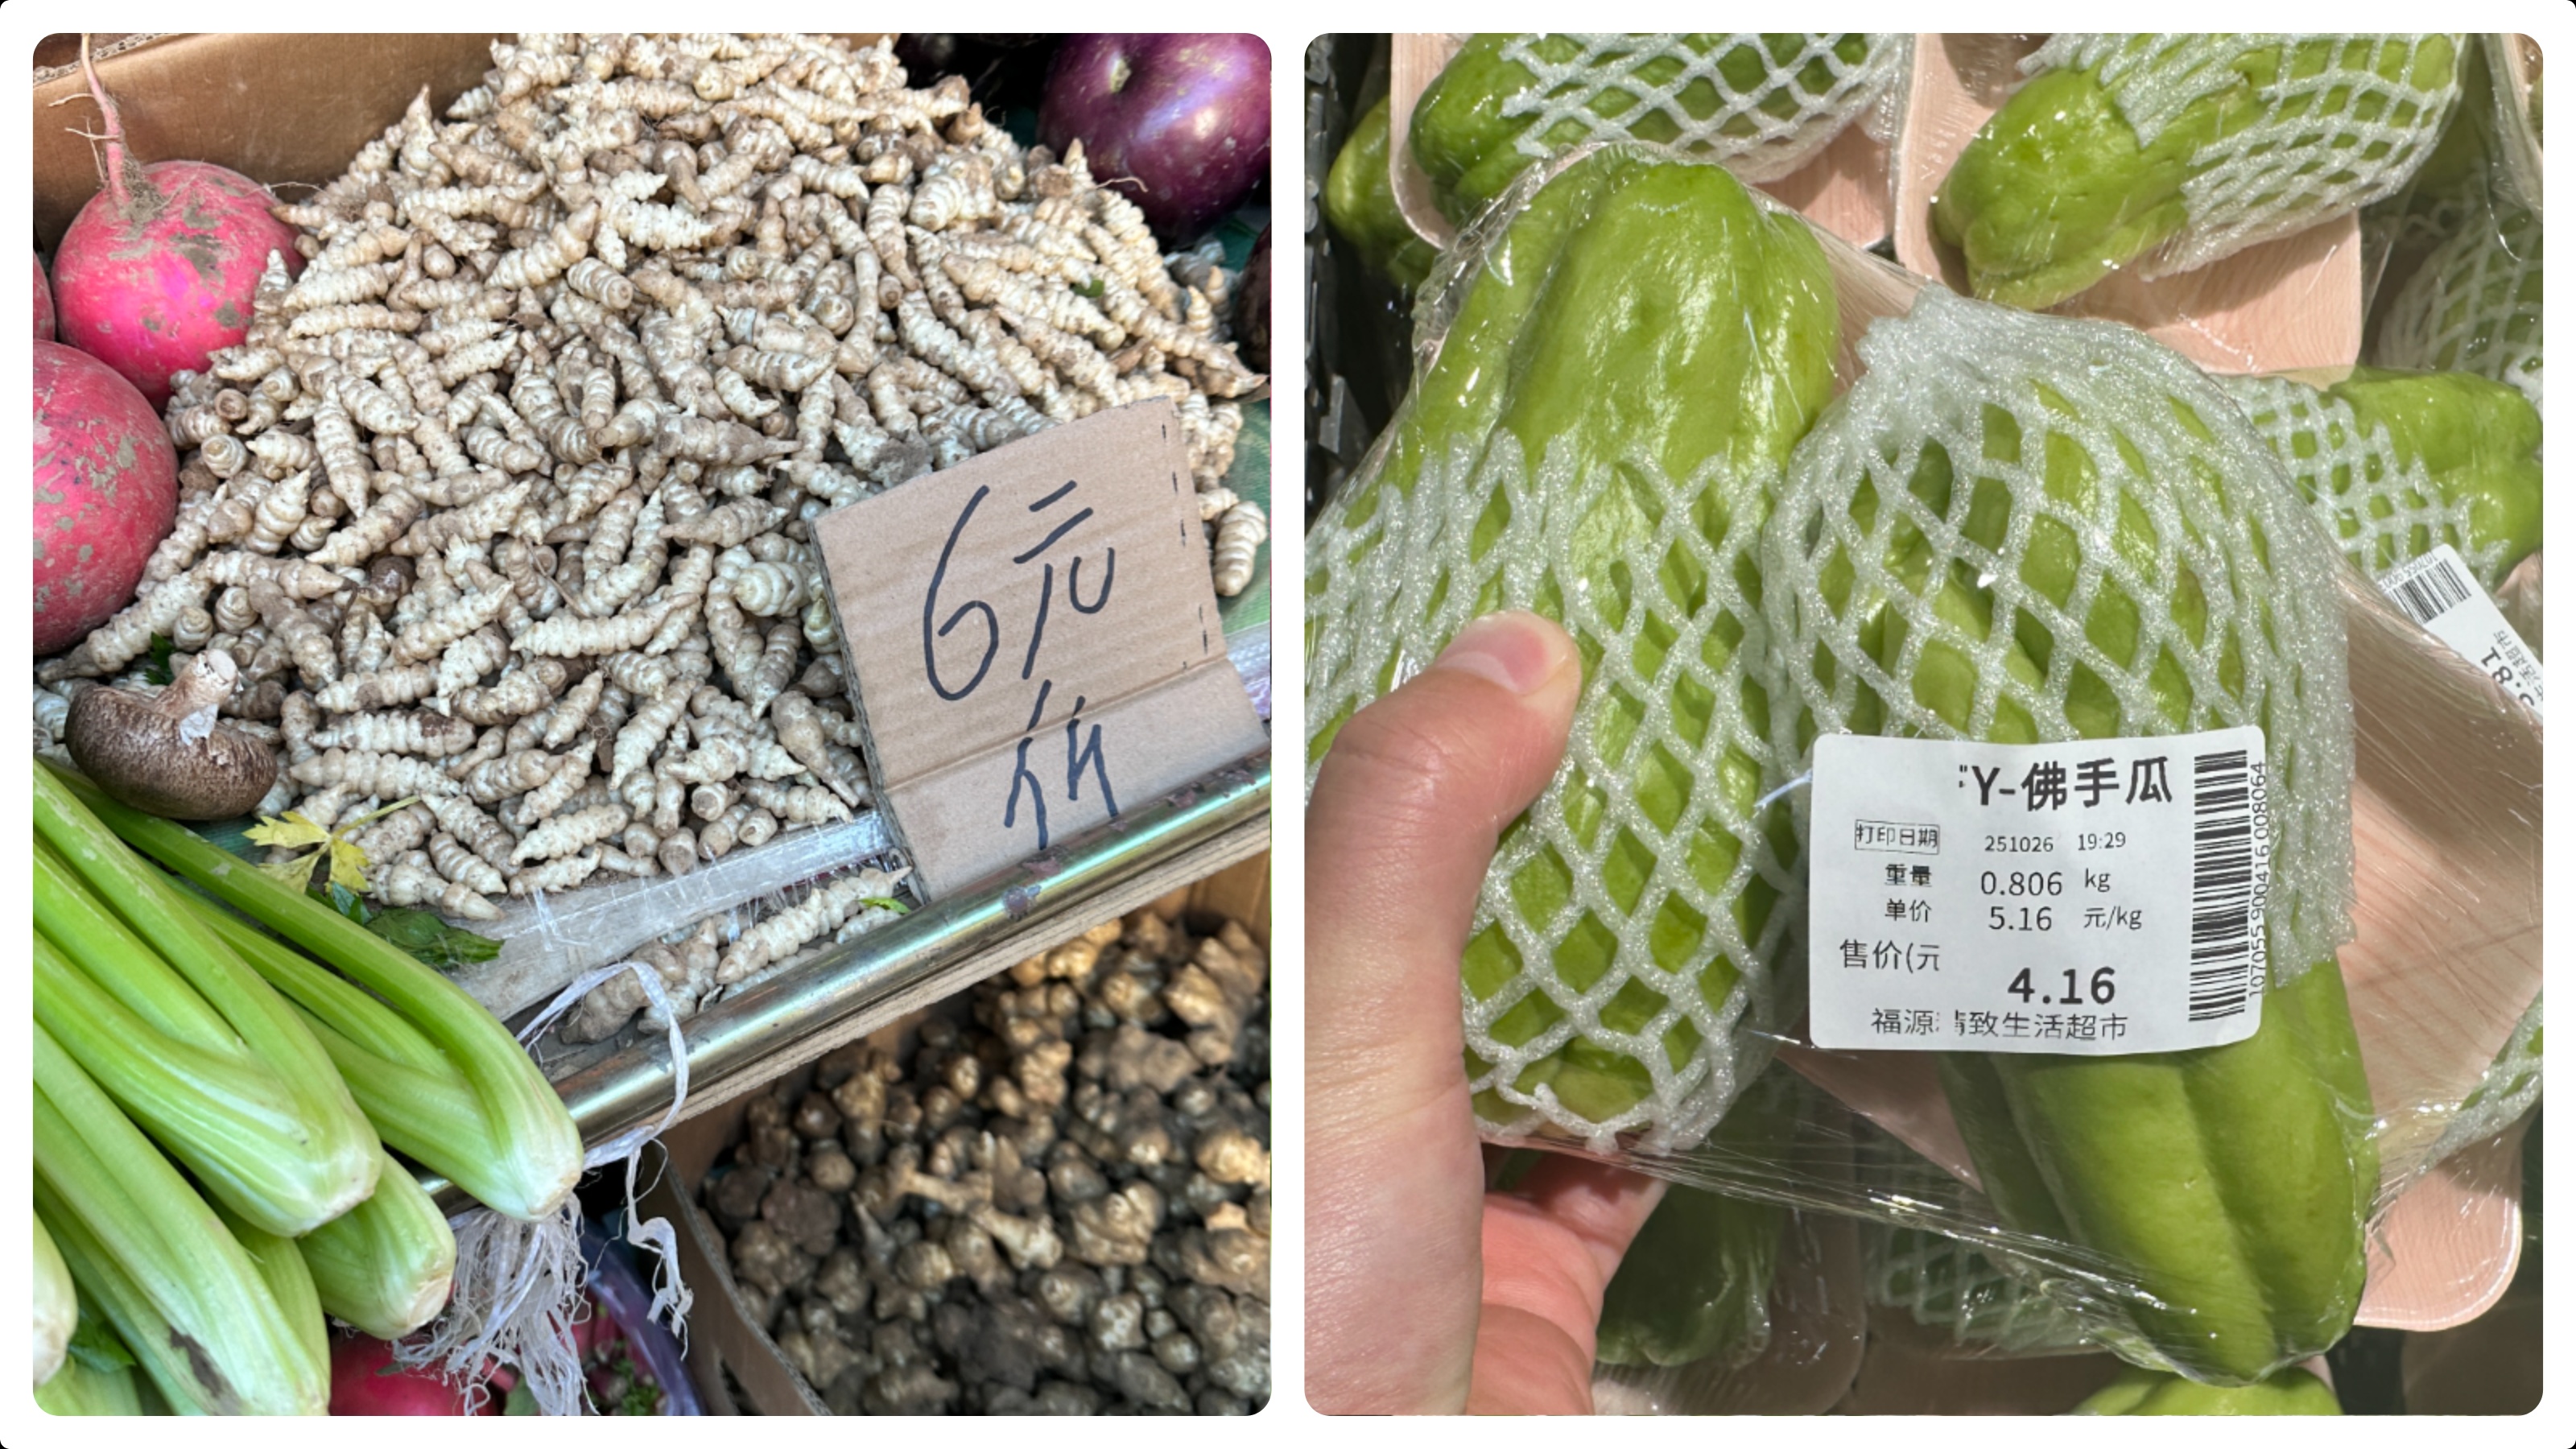 6元
斤
Y-佛手瓜
打印日期 251026 19:29
重量 0.806 kg
单价 5.16 元/kg
售价(元
4.16
福源 致生活超市
107055900416008064